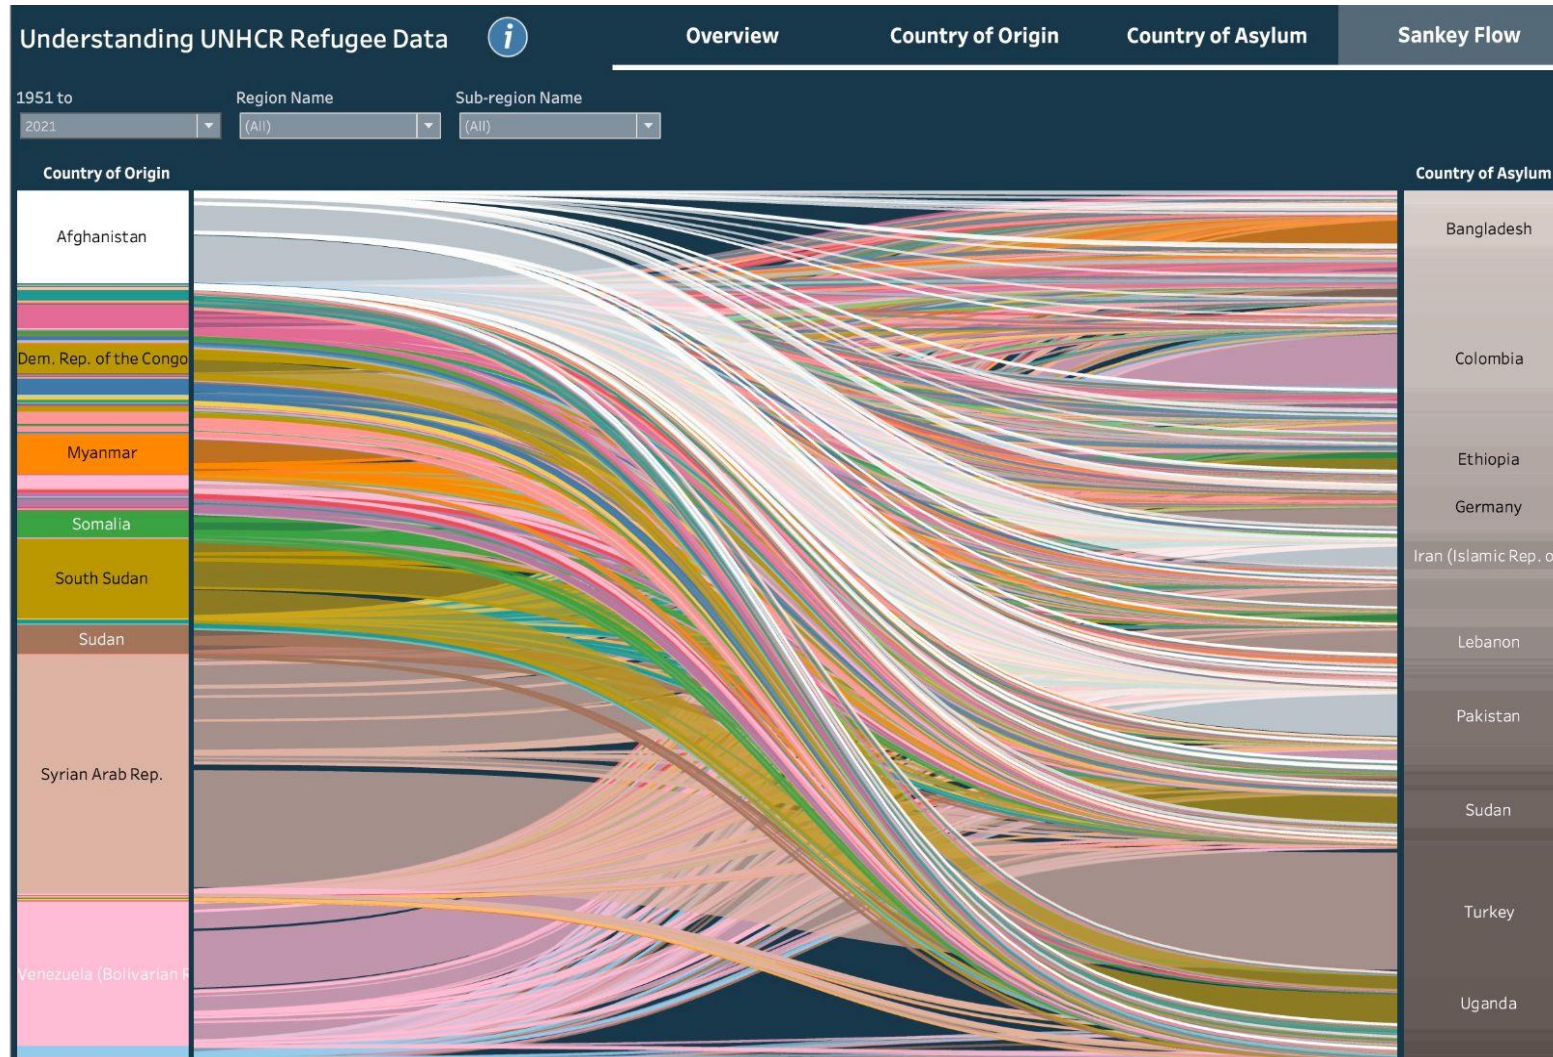 Understanding UNHCR Refugee Data
i
Overview
Country of Origin
Country of Asylum
Sankey Flow
1951 to
Region Name
Sub-region Name
2021
(All)
(All)
Country of Origin
Country of Asylum
Afghanistan
Dem. Rep. of the Congo
Myanmar
Somalia
South Sudan
Sudan
Syrian Arab Rep.
Venezuela (Bolivarian R
Bangladesh
Colombia
Ethiopia
Germany
Iran (Islamic Rep. o
Lebanon
Pakistan
Sudan
Turkey
Uganda